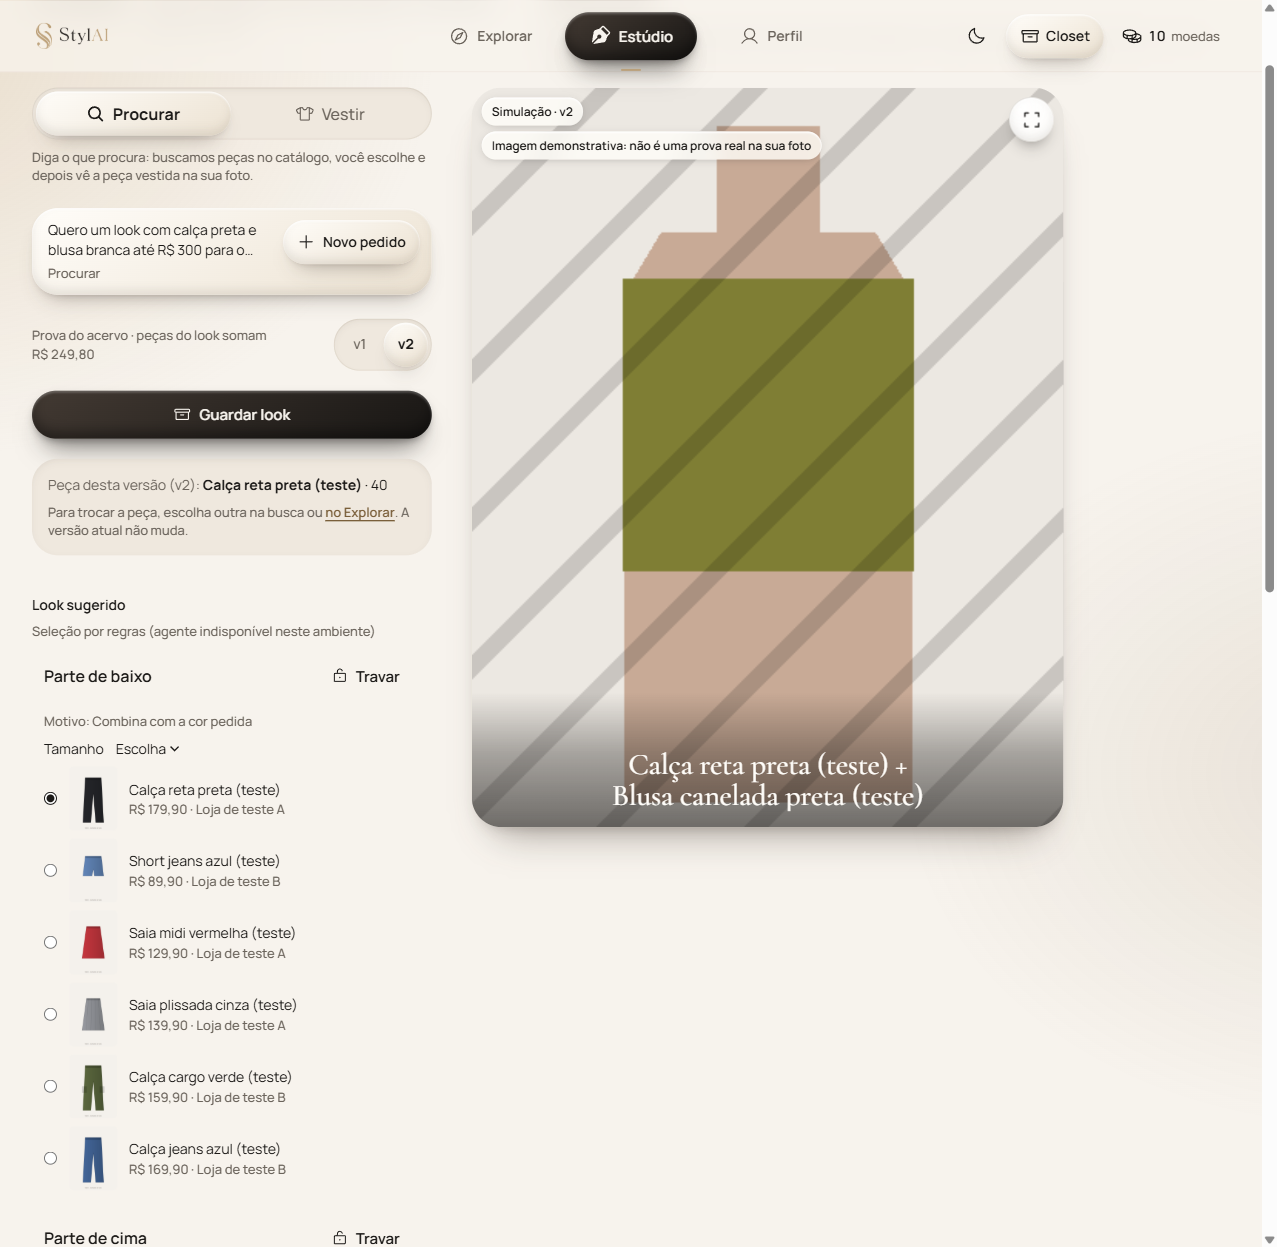 StylAI
Explorar
Estúdio
Perfil
Closet
10 moedas
Procurar
Vestir
Diga o que procura: buscamos peças no catálogo, você escolhe e
depois vê a peça vestida na sua foto.
Quero um look com calça preta e
blusa branca até R$ 300 para o...
Procurar
Novo pedido
Prova do acervo · peças do look somam
R$ 249,80
v1
v2
Guardar look
Peça desta versão (v2): Calça reta preta (teste) · 40
Para trocar a peça, escolha outra na busca ou no Explorar. A
versão atual não muda.
Look sugerido
Seleção por regras (agente indisponível neste ambiente)
Parte de baixo
Travar
Motivo: Combina com a cor pedida
Tamanho Escolha
Calça reta preta (teste)
R$ 179,90 · Loja de teste A
Short jeans azul (teste)
R$ 89,90 · Loja de teste B
Saia midi vermelha (teste)
R$ 129,90 · Loja de teste A
Saia plissada cinza (teste)
R$ 139,90 · Loja de teste A
Calça cargo verde (teste)
R$ 159,90 · Loja de teste B
Calça jeans azul (teste)
R$ 169,90 · Loja de teste B
Parte de cima
Travar
Simulação · v2
Imagem demonstrativa: não é uma prova real na sua foto
Calça reta preta (teste) +
Blusa canelada preta (teste)